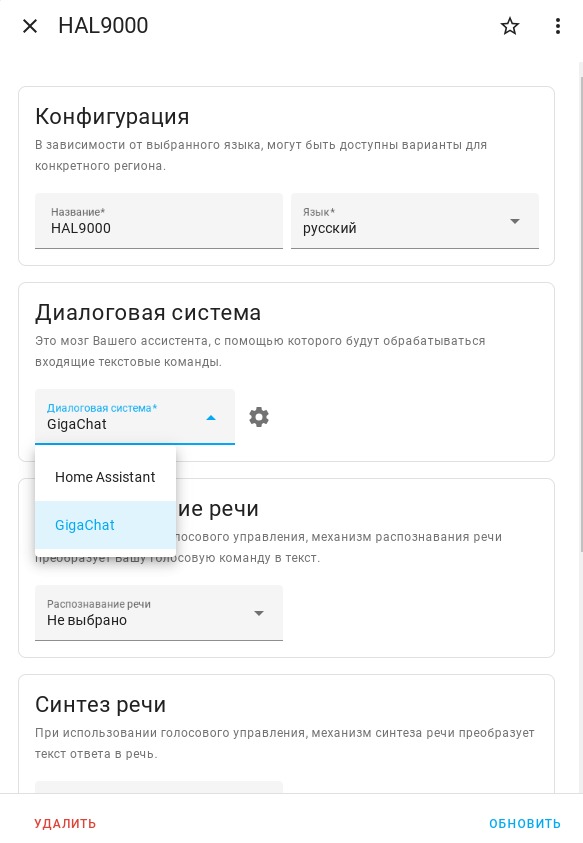 HAL9000
Конфигурация
В зависимости от выбранного языка, могут быть доступны варианты для
конкретного региона.
Название*
HAL9000
Язык*
русский
Диалоговая система
Это мозг Вашего ассистента, с помощью которого будут обрабатываться
входящие текстовые команды.
Диалоговая система*
GigaChat
Home Assistant
GigaChat
ие речи
лосового управления, механизм распознавания речи
преобразует Вашу голосовую команду в текст.
Распознавание речи
Не выбрано
Синтез речи
При использовании голосового управления, механизм синтеза речи преобразует
текст ответа в речь.
УДАЛИТЬ
ОБНОВИТЬ